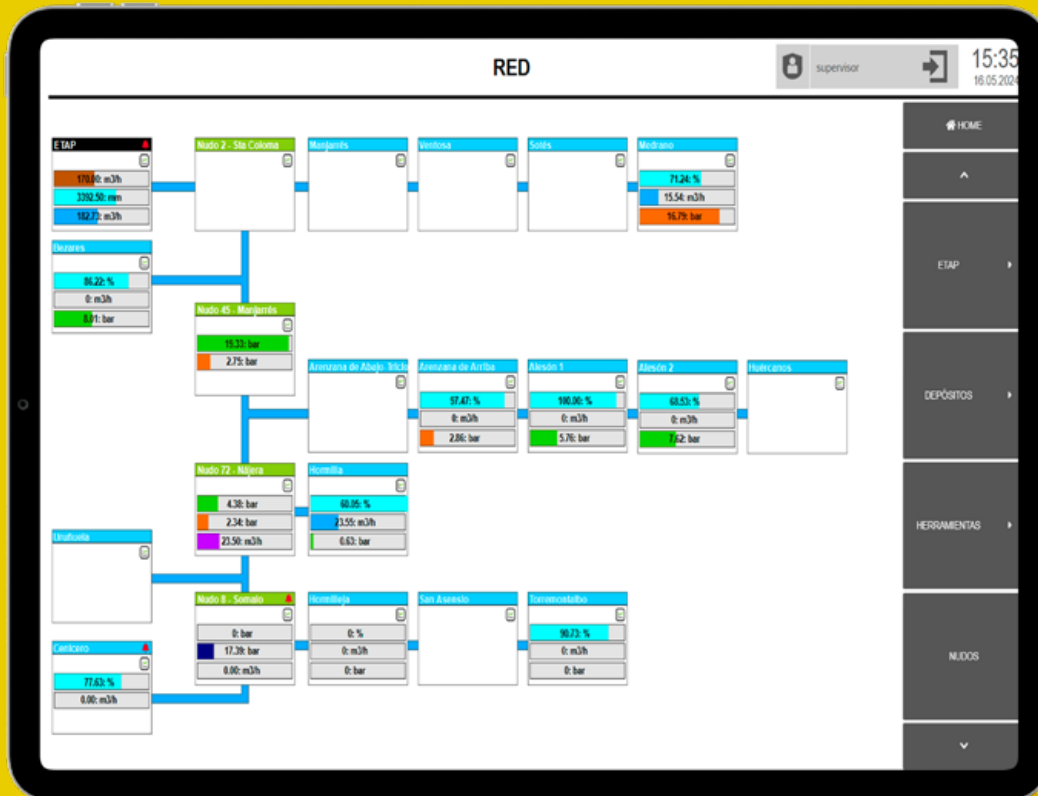 RED
supervisor
15:35
16.05.2024
HOME
ETAP
DEPÓSITOS
HERRAMIENTAS
NUDOS
ETAP
170.00: m3/h
3392.50: mm
182.73: m3/h
Nudo 2 - Sta Coloma
Manjarrés
Ventosa
Sotés
Medrano
71.24: %
15.54: m3/h
16.79: bar
Bezares
86.22: %
0: m3/h
8.01: bar
Nudo 45 - Manjarrés
15.33: bar
2.75: bar
Arenzana de Abajo-Tricio
Arenzana de Arriba
97.47: %
0: m3/h
2.86: bar
Alesón 1
100.00: %
0: m3/h
5.76: bar
Alesón 2
68.53: %
0: m3/h
7.62: bar
Huércanos
Nudo 72 - Nájera
4.38: bar
2.34: bar
23.50: m3/h
Hormilla
60.05: %
23.55: m3/h
0.63: bar
Uruñuela
Nudo 8 - Somalo
0: bar
17.39: bar
0.00: m3/h
Hormilleja
0: %
0: m3/h
0: bar
San Asensio
Torremontalbo
90.73: %
0: m3/h
0: bar
Cenicero
77.63: %
0.00: m3/h